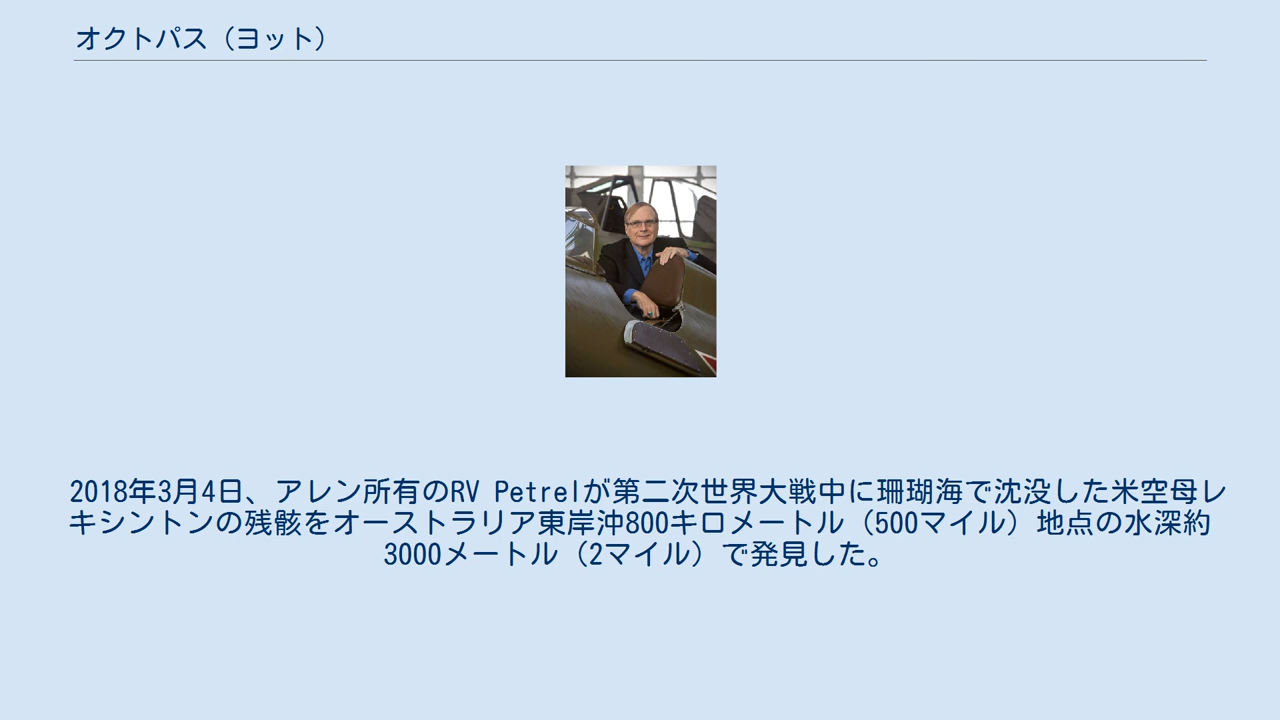 オクトパス（ヨット）
2018年3月4日、アレン所有のRV Petrelが第二次世界大戦中に珊瑚海で沈没した米空母レ
キシントンの残骸をオーストラリア東岸沖800キロメートル（500マイル）地点の水深約
3000メートル（2マイル）で発見した。